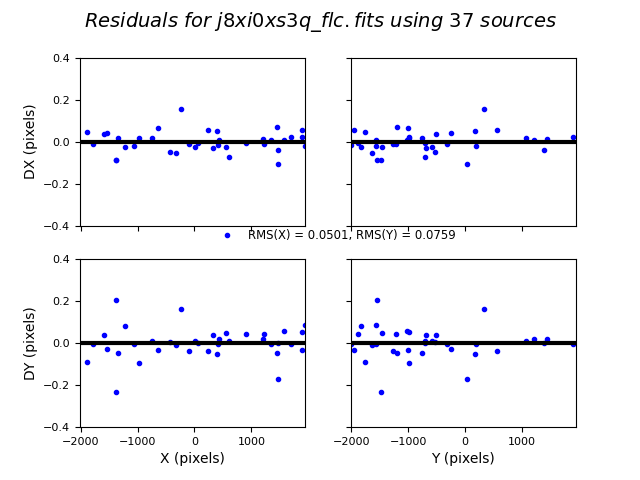 Residuals for j8xi0xs3q_flc.fits using 37 sources
0.4
0.2
0.0
−0.2
−0.4
DX (pixels)
RMS(X) = 0.0501, RMS(Y) = 0.0759
0.4
0.2
0.0
−0.2
−0.4
DY (pixels)
−2000 −1000 0 1000
X (pixels)
−2000 −1000 0 1000
Y (pixels)